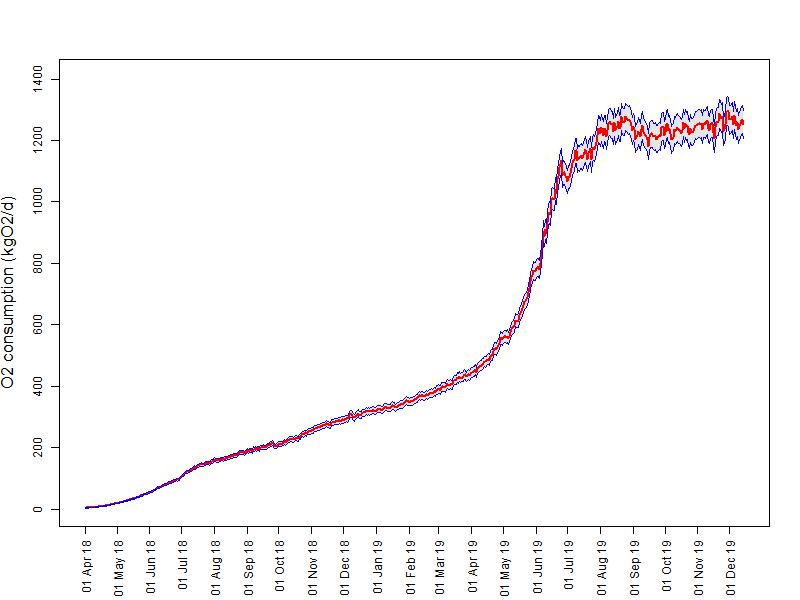 O2 consumption (kgO2/d)
1400
1200
1000
800
600
400
200
0
01 Apr 18
01 May 18
01 Jun 18
01 Jul 18
01 Aug 18
01 Sep 18
01 Oct 18
01 Nov 18
01 Dec 18
01 Jan 19
01 Feb 19
01 Mar 19
01 Apr 19
01 May 19
01 Jun 19
01 Jul 19
01 Aug 19
01 Sep 19
01 Oct 19
01 Nov 19
01 Dec 19